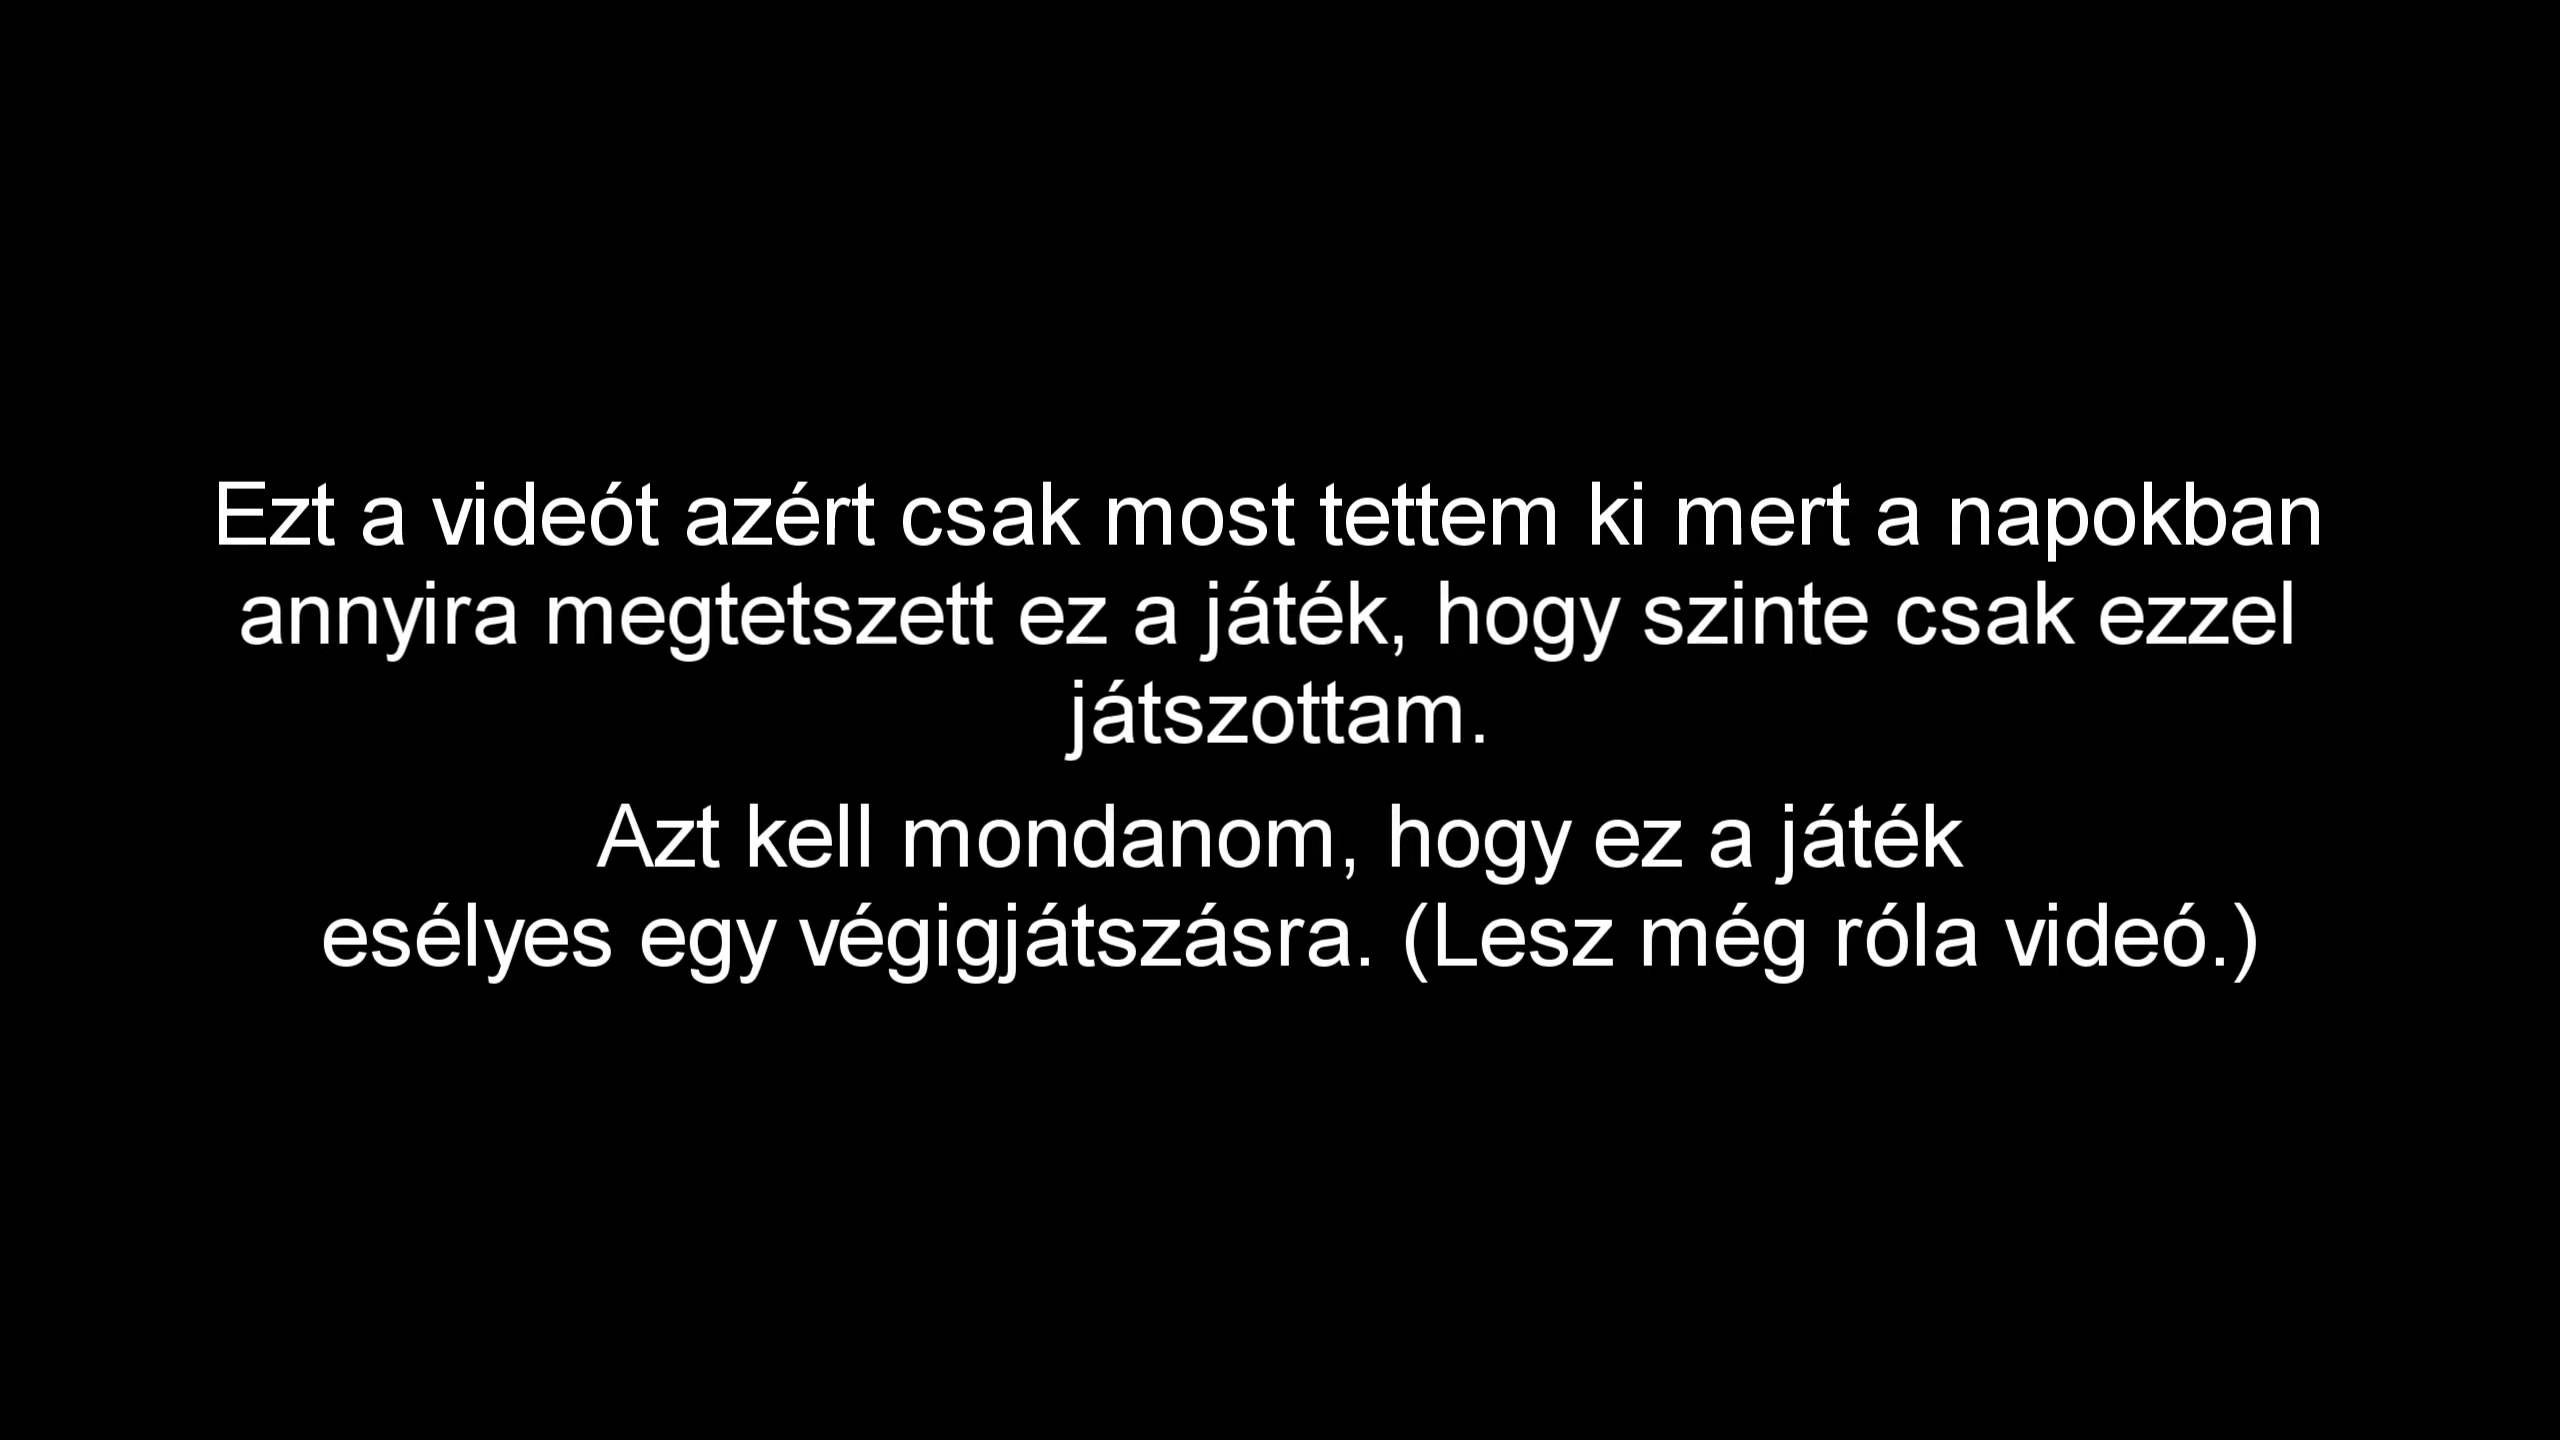 Ezt a videót azért csak most tettem ki mert a napokban
annyira megtetszett ez a játék, hogy szinte csak ezzel
játszottam.
Azt kell mondanom, hogy ez a játék
esélyes egy végigjátszásra. (Lesz még róla videó.)